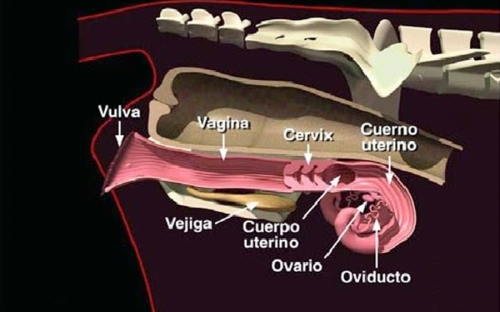 Vulva
Vagina
Cervix
Cuerno
uterino
Vejiga
Cuerpo
uterino
Ovario
Oviducto